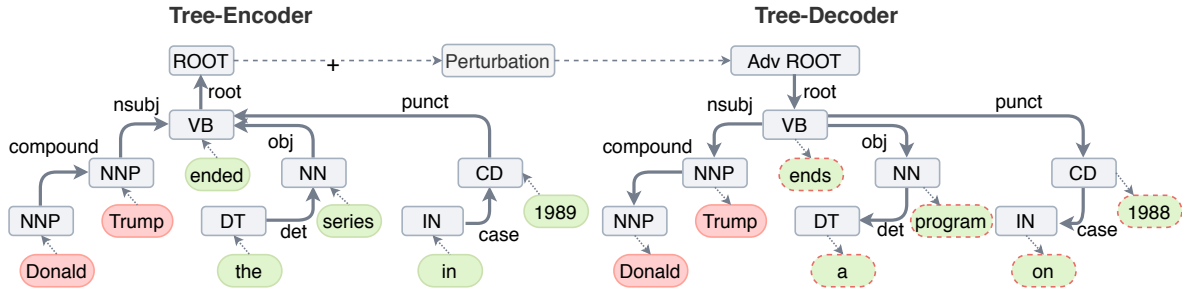 Tree-Encoder Tree-Decoder
ROOT + Perturbation Adv ROOT
root root
nsubj punct nsubj punct
VB VB
compound obj compound obj
NNP ended NN CD NNP ends NN CD
NNP Trump DT series IN 1989 NNP Trump DT program IN 1988
det case det case
Donald the in Donald a on